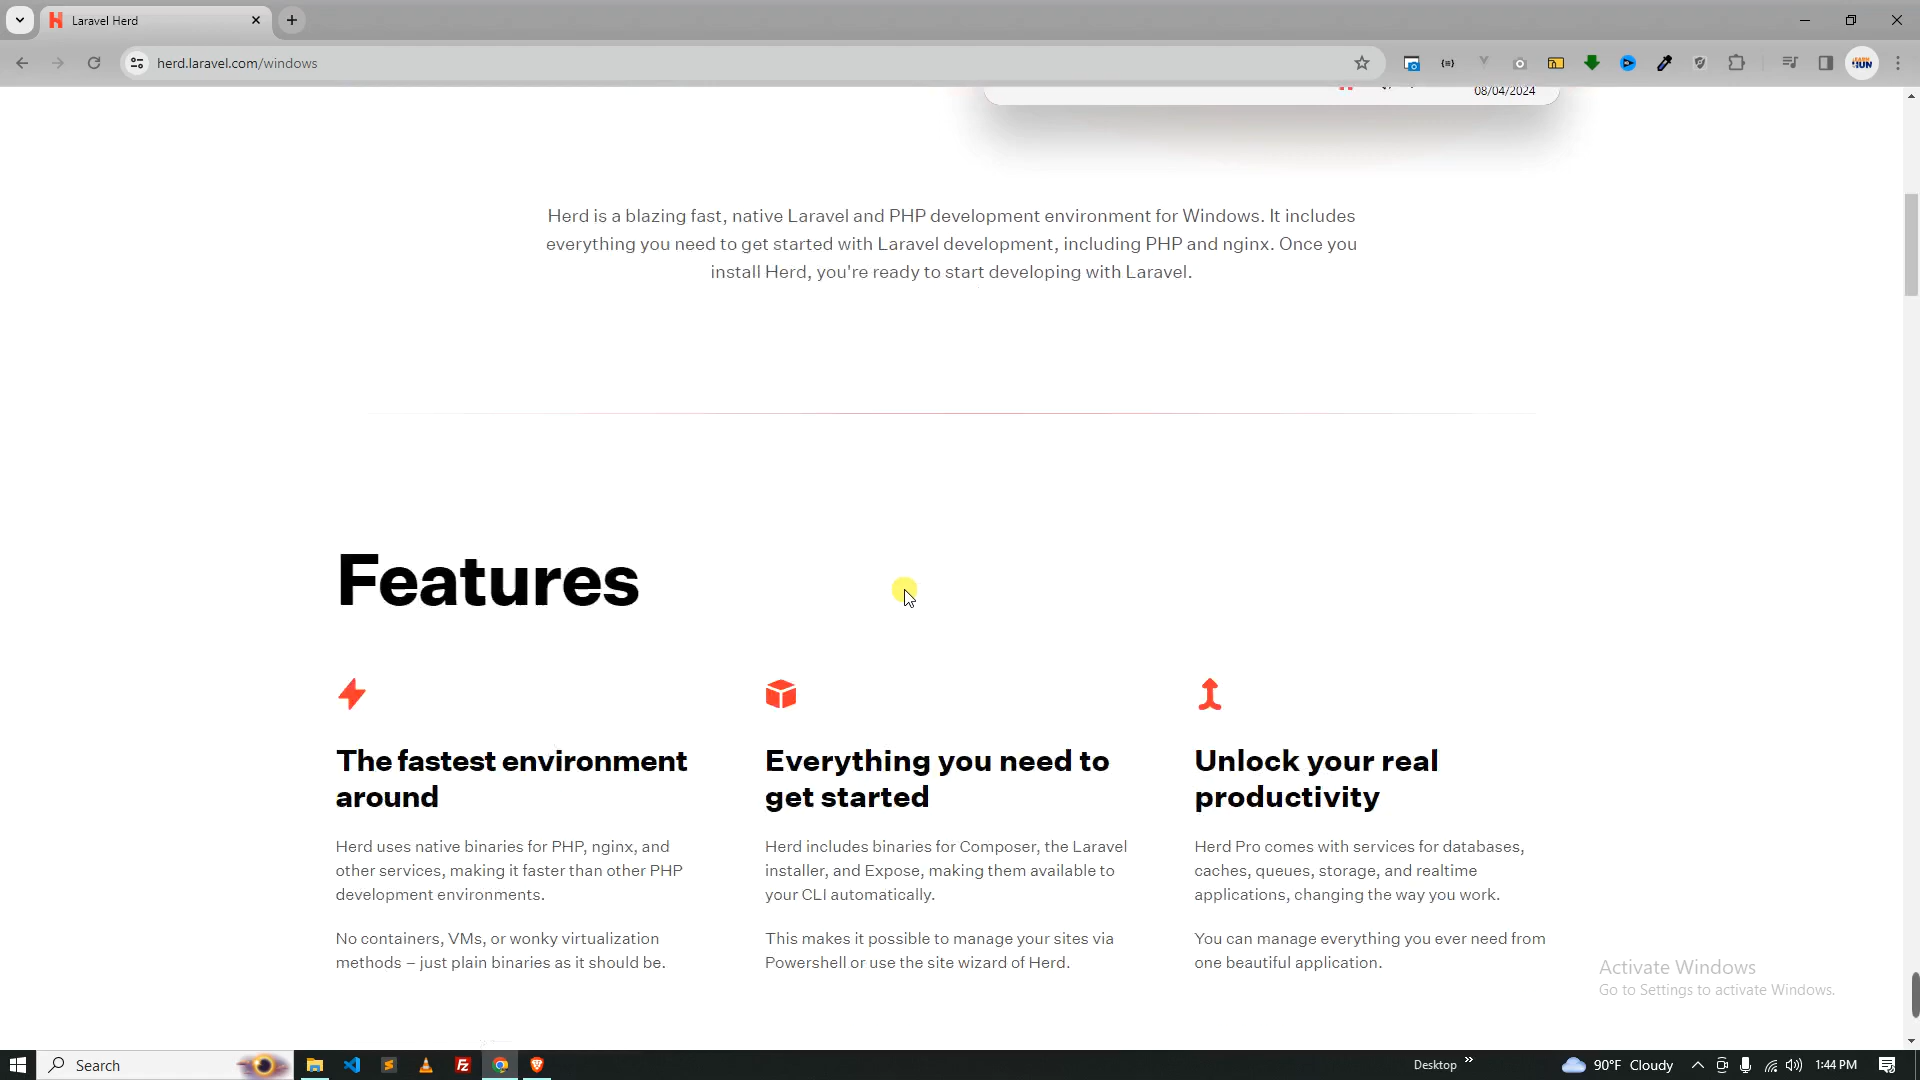 Laravel Herd
herd.laravel.com/windows
08/04/2024
Herd is a blazing fast, native Laravel and PHP development environment for Windows. It includes
everything you need to get started with Laravel development, including PHP and nginx. Once you
install Herd, you're ready to start developing with Laravel.
Features
The fastest environment
around
Herd uses native binaries for PHP, nginx, and
other services, making it faster than other PHP
development environments.
No containers, VMs, or wonky virtualization
methods – just plain binaries as it should be.
Everything you need to
get started
Herd includes binaries for Composer, the Laravel
installer, and Expose, making them available to
your CLI automatically.
This makes it possible to manage your sites via
Powershell or use the site wizard of Herd.
Unlock your real
productivity
Herd Pro comes with services for databases,
caches, queues, storage, and realtime
applications, changing the way you work.
You can manage everything you ever need from
one beautiful application.
Activate Windows
Go to Settings to activate Windows.
Search
Desktop
90°F Cloudy
1:44 PM